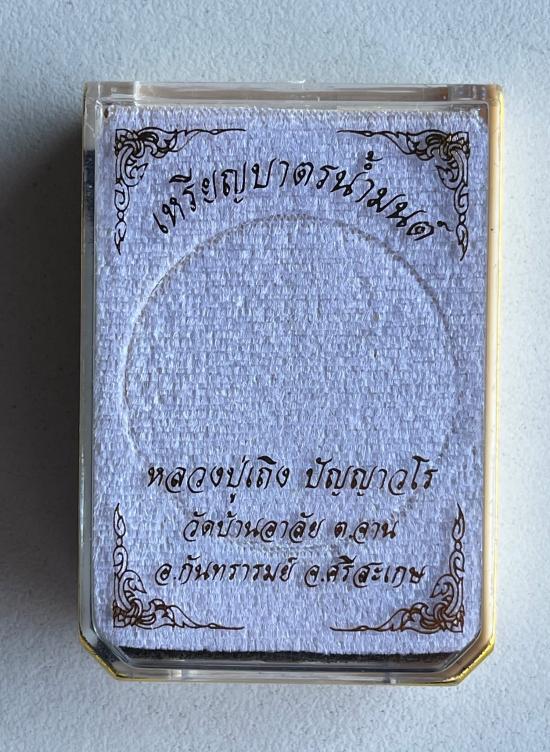 เหรียญบาตรน้ำมนต์
หลวงปู่เถิง ปัญญาวโร
วัดบ้านอาลัย ต.จาน
อ.กันทรารมย์ จ.ศรีสะเกษ